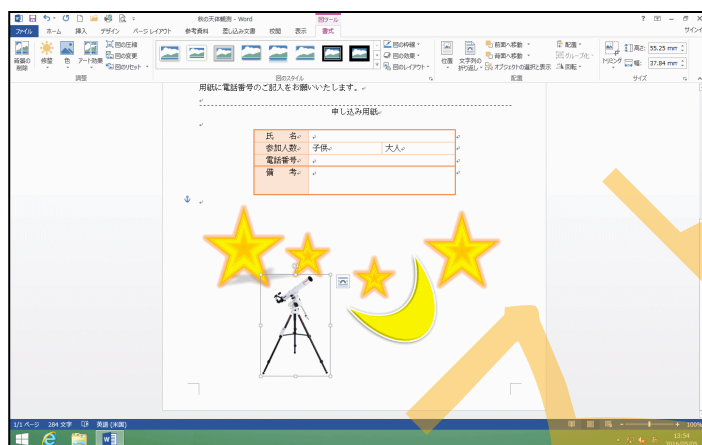 秋の天体観測 - Word
図ツール
サインイン
ファイル ホーム 挿入 デザイン ページ レイアウト 参考資料 差し込み文書 校閲 表示 書式
背景の削除
修整
色
アート効果
図の圧縮
図の変更
図のリセット
調整
図のスタイル
図の枠線
図の効果
図のレイアウト
位置
文字列の折り返し
前面へ移動
背面へ移動
オブジェクトの選択と表示
配置
グループ化
回転
配置
トリミング
高さ: 55.25 mm
幅: 37.84 mm
サイズ
用紙に電話番号のご記入をお願いいたします。
申し込み用紙
氏 名
参加人数 子供 大人
電話番号
備 考
1/1 ページ 284 文字 英語 (米国)
100%
13:54